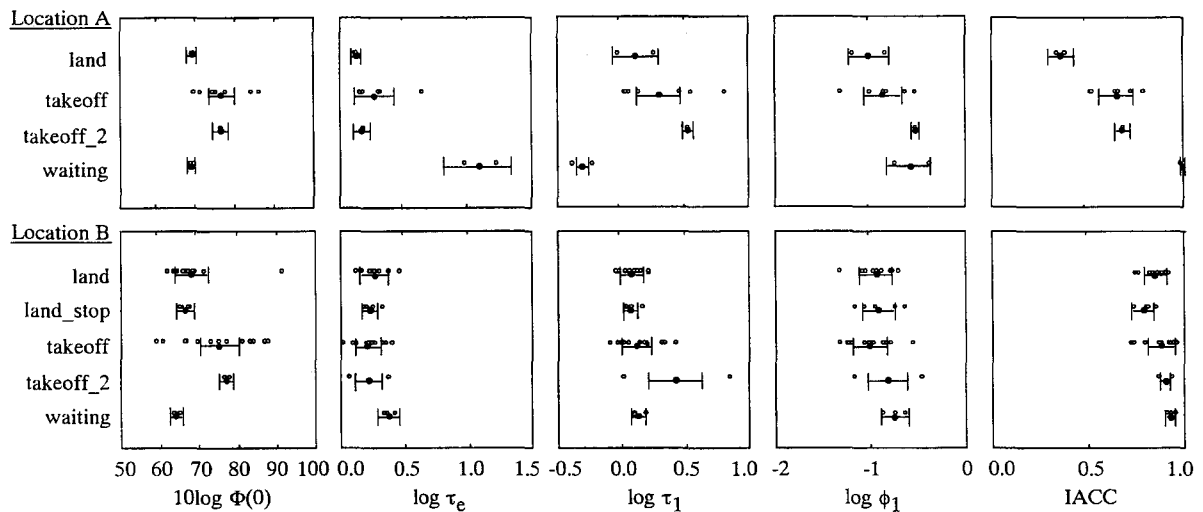 Location A
land
takeoff
takeoff_2
waiting
Location B
land
land_stop
takeoff
takeoff_2
waiting
50 60 70 80 90 100 0.0 0.5 1.0 1.5 -0.5 0.0 0.5 1.0 -2 -1 0 0.5 1.0
10log Φ(0) log τe log τ1 log ϕ1 IACC